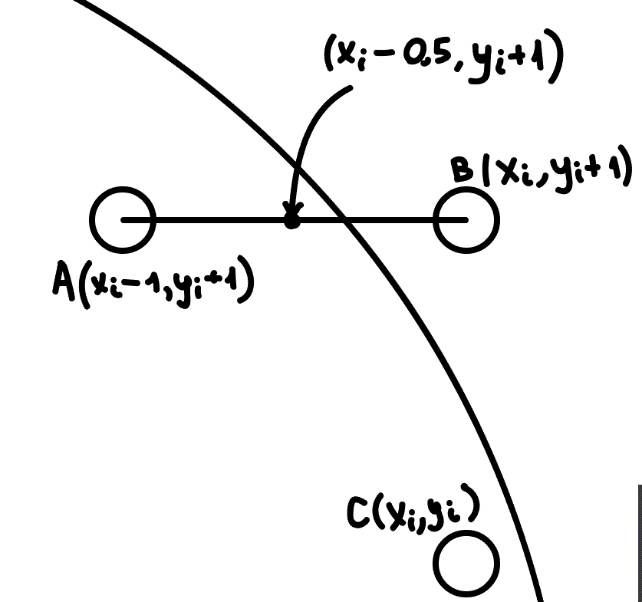 (xᵢ-0,5, yᵢ+1)
B(xᵢ,yᵢ+1)
A(xᵢ-1,yᵢ+1)
C(xᵢ,yᵢ)